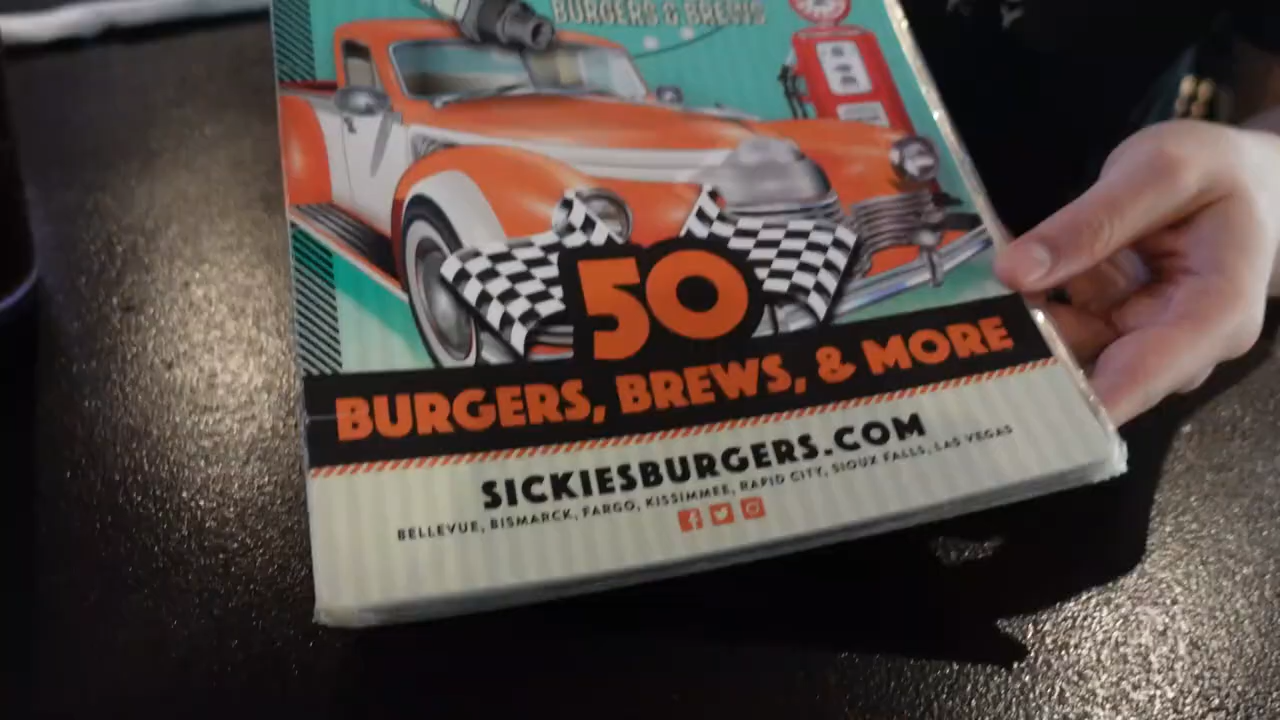 BURGERS & BREWS
50
BURGERS, BREWS, & MORE
SICKIESBURGERS.COM
BELLEVUE, BISMARCK, FARGO, KISSIMMEE, RAPID CITY, SIOUX FALLS, LAS VEGAS